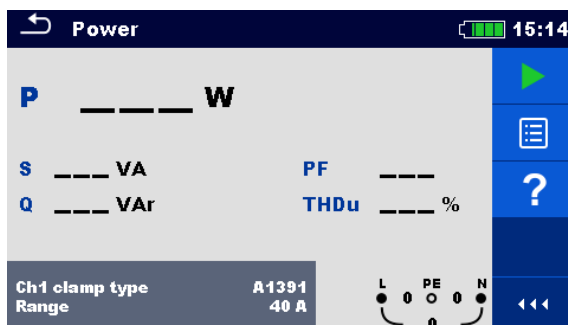 Power 15:14
P ___ W
S ___ VA PF ___
Q ___ VAr THDu ___ %
?
Ch1 clamp type A1391
Range 40 A
L PE N
0 0
0